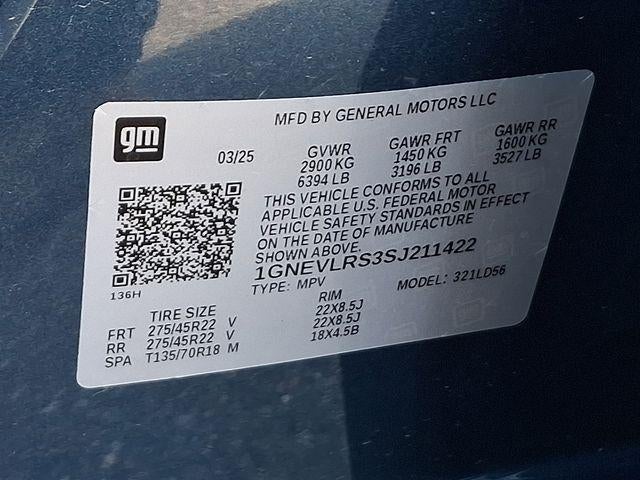 MFD BY GENERAL MOTORS LLC
gm
03/25 GVWR GAWR FRT GAWR RR
2900 KG 1450 KG 1600 KG
6394 LB 3196 LB 3527 LB
THIS VEHICLE CONFORMS TO ALL
APPLICABLE U.S. FEDERAL MOTOR
VEHICLE SAFETY STANDARDS IN EFFECT
ON THE DATE OF MANUFACTURE
SHOWN ABOVE.
1GNEVLRS3SJ211422
136H
TYPE: MPV MODEL: 321LD56
TIRE SIZE RIM
FRT 275/45R22 V 22X8.5J
RR 275/45R22 V 22X8.5J
SPA T135/70R18 M 18X4.5B